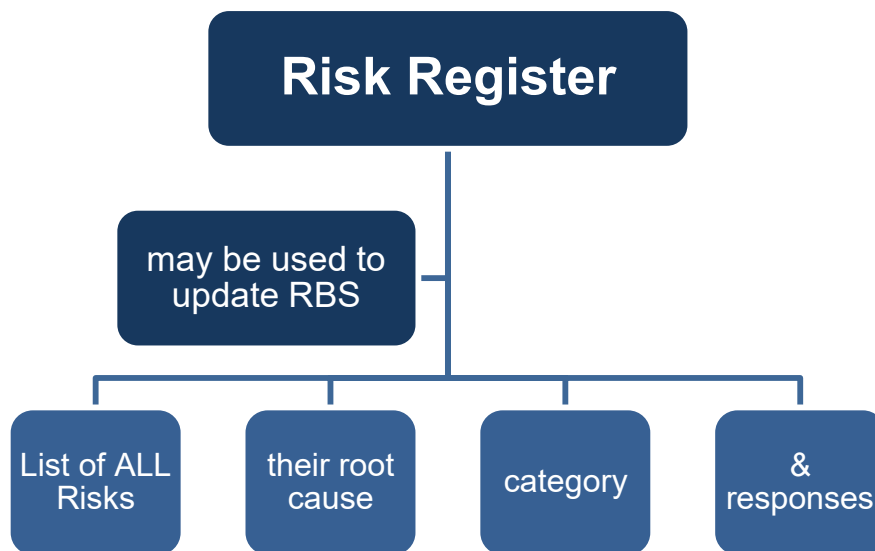 Risk Register
may be used to
update RBS
List of ALL
Risks
their root
cause
category
&
responses